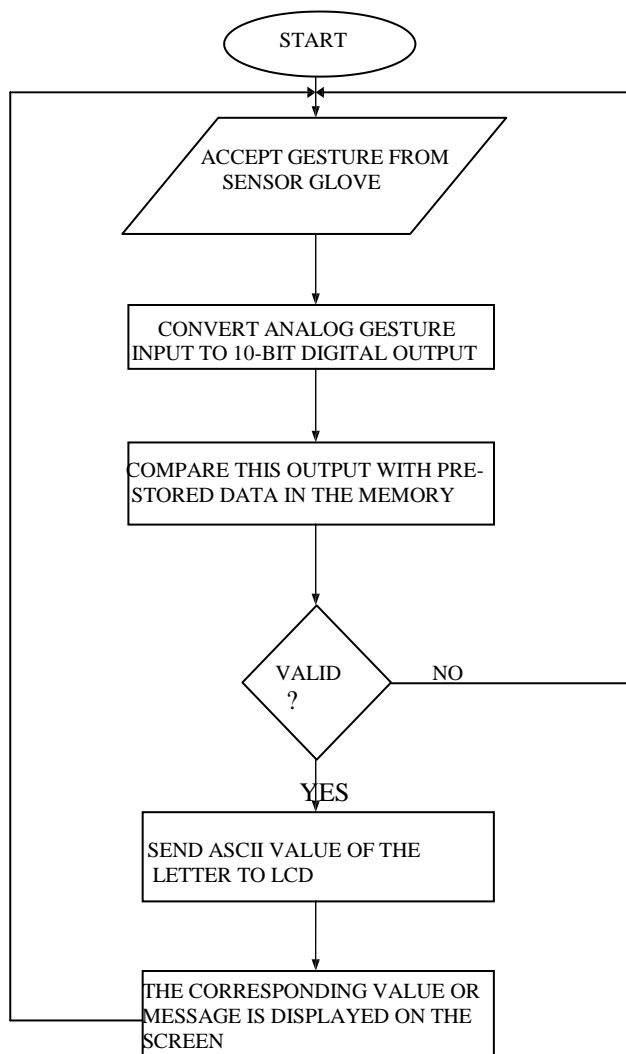 START
ACCEPT GESTURE FROM
SENSOR GLOVE
CONVERT ANALOG GESTURE
INPUT TO 10-BIT DIGITAL OUTPUT
COMPARE THIS OUTPUT WITH PRE-
STORED DATA IN THE MEMORY
VALID
?
NO
YES
SEND ASCII VALUE OF THE
LETTER TO LCD
THE CORRESPONDING VALUE OR
MESSAGE IS DISPLAYED ON THE
SCREEN